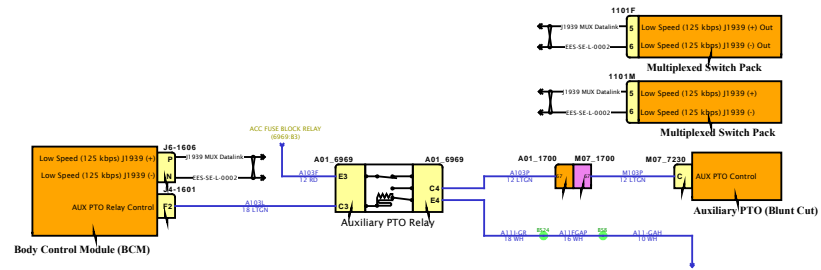 1101F
J1939 MUX Datalink
5
Low Speed (125 kbps) J1939 (+) Out
EES-SE-L-0002
6
Low Speed (125 kbps) J1939 (-) Out
Multiplexed Switch Pack
1101M
J1939 MUX Datalink
5
Low Speed (125 kbps) J1939 (+)
EES-SE-L-0002
6
Low Speed (125 kbps) J1939 (-)
Multiplexed Switch Pack
ACC FUSE BLOCK RELAY
(6969:83)
J6-1606
Low Speed (125 kbps) J1939 (+)
P
J1939 MUX Datalink
Low Speed (125 kbps) J1939 (-)
N
EES-SE-L-0002
J4-1601
AUX PTO Relay Control
F2
A103L
18 LTGN
Body Control Module (BCM)
A103F
12 RD
A01_6969
A01_6969
E3
C3
C4
E4
Auxiliary PTO Relay
A103P
12 LTGN
A01_1700
M07_1700
M103P
12 LTGN
M07_7230
C
AUX PTO Control
Auxiliary PTO (Blunt Cut)
A11J-GR
18 WH
A11FGAP
16 WH
A11-GAH
10 WH